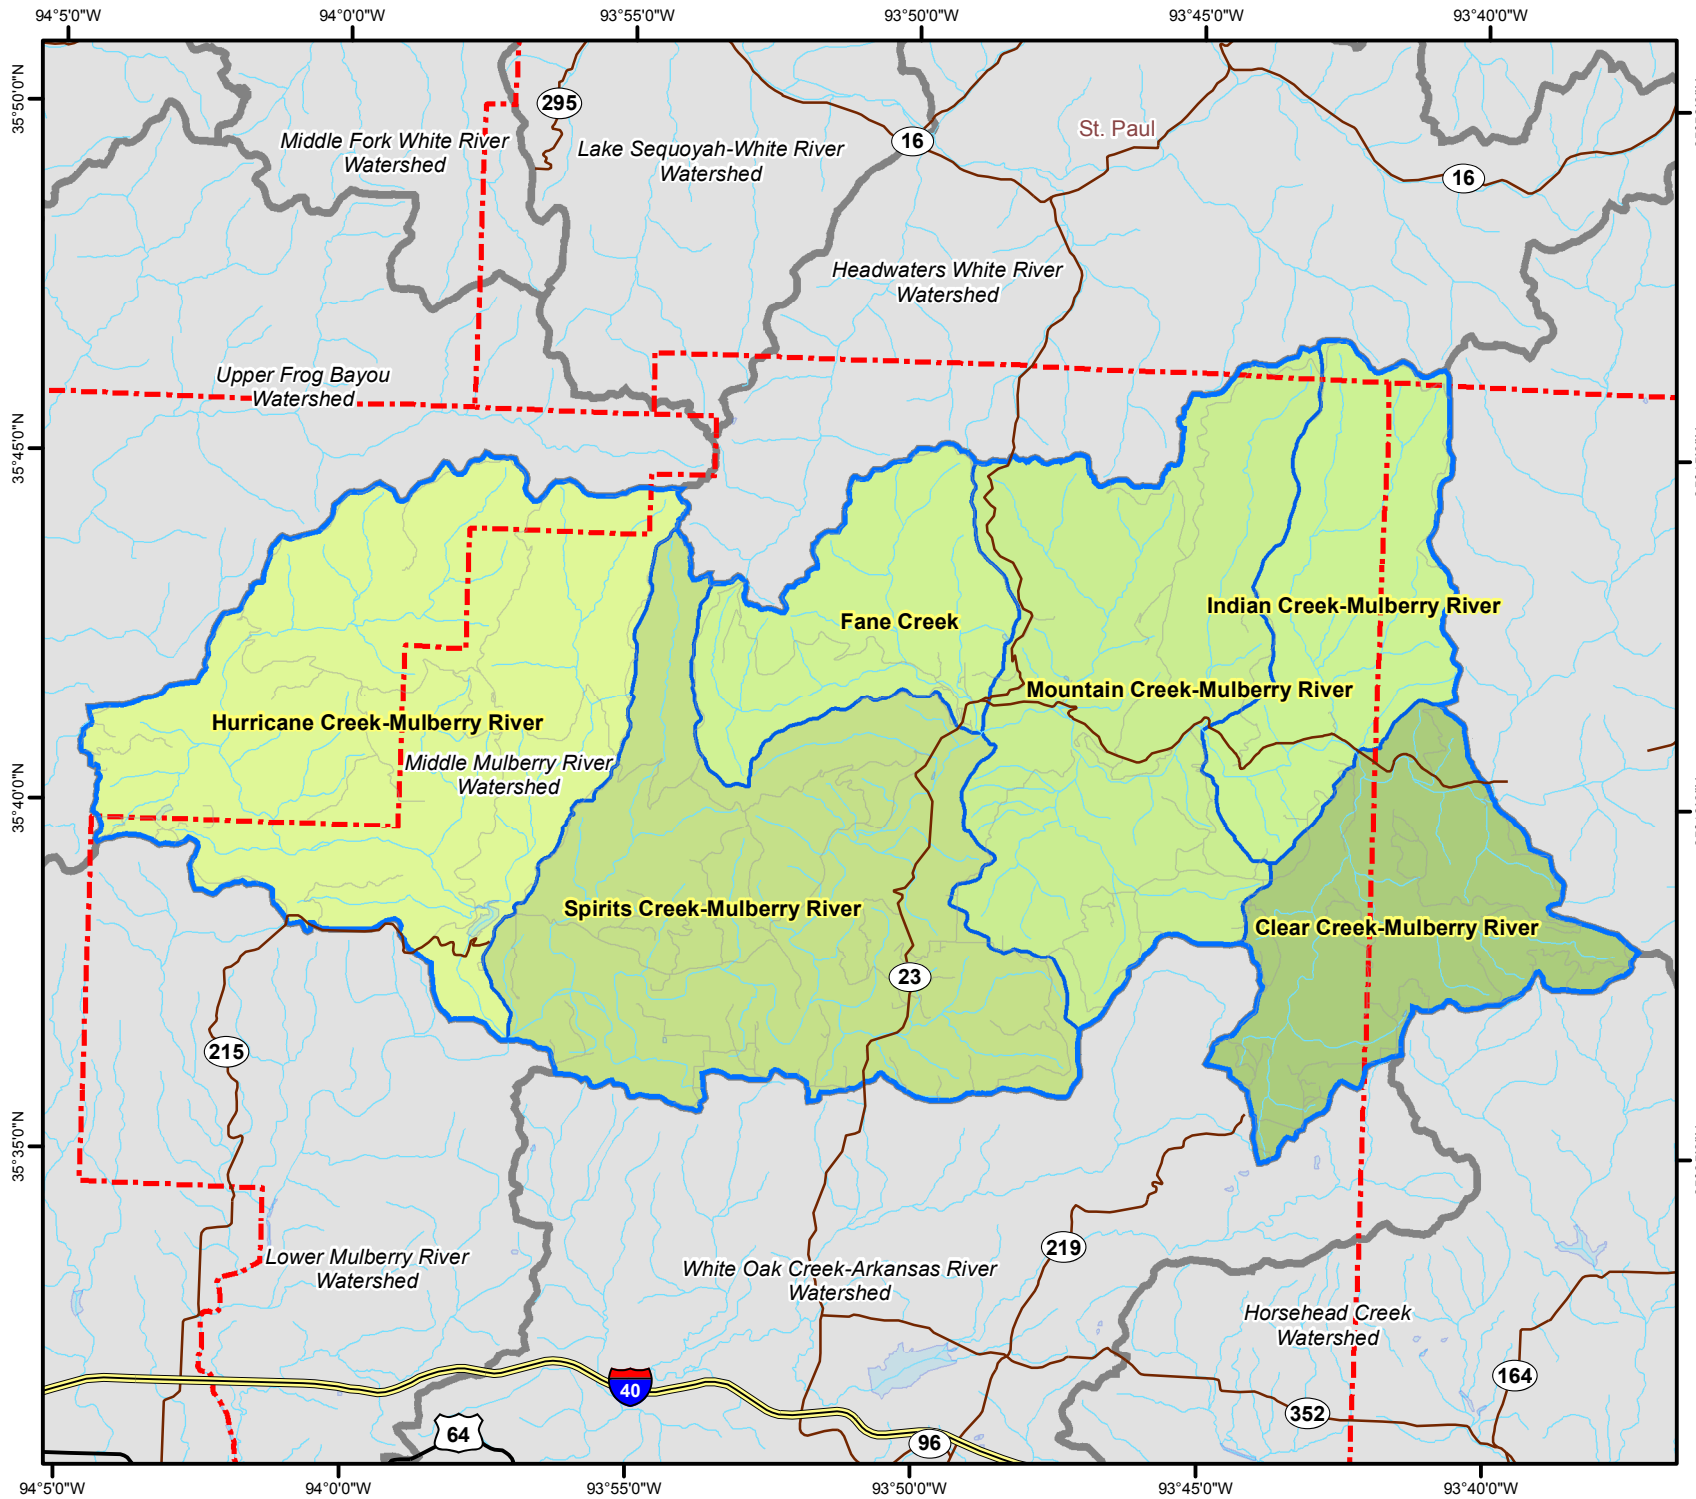 94°5'0"W
94°0'0"W
93°55'0"W
93°50'0"W
93°45'0"W
93°40'0"W
35°50'0"N
295
16
St. Paul
16
Middle Fork White River
Watershed
Lake Sequoyah-White River
Watershed
Headwaters White River
Watershed
Upper Frog Bayou
Watershed
35°45'0"N
Indian Creek-Mulberry River
Fane Creek
Mountain Creek-Mulberry River
Hurricane Creek-Mulberry River
Middle Mulberry River
Watershed
35°40'0"N
Spirits Creek-Mulberry River
Clear Creek-Mulberry River
23
215
35°35'0"N
219
Lower Mulberry River
Watershed
White Oak Creek-Arkansas River
Watershed
Horsehead Creek
Watershed
164
40
352
64
96
94°5'0"W
94°0'0"W
93°55'0"W
93°50'0"W
93°45'0"W
93°40'0"W